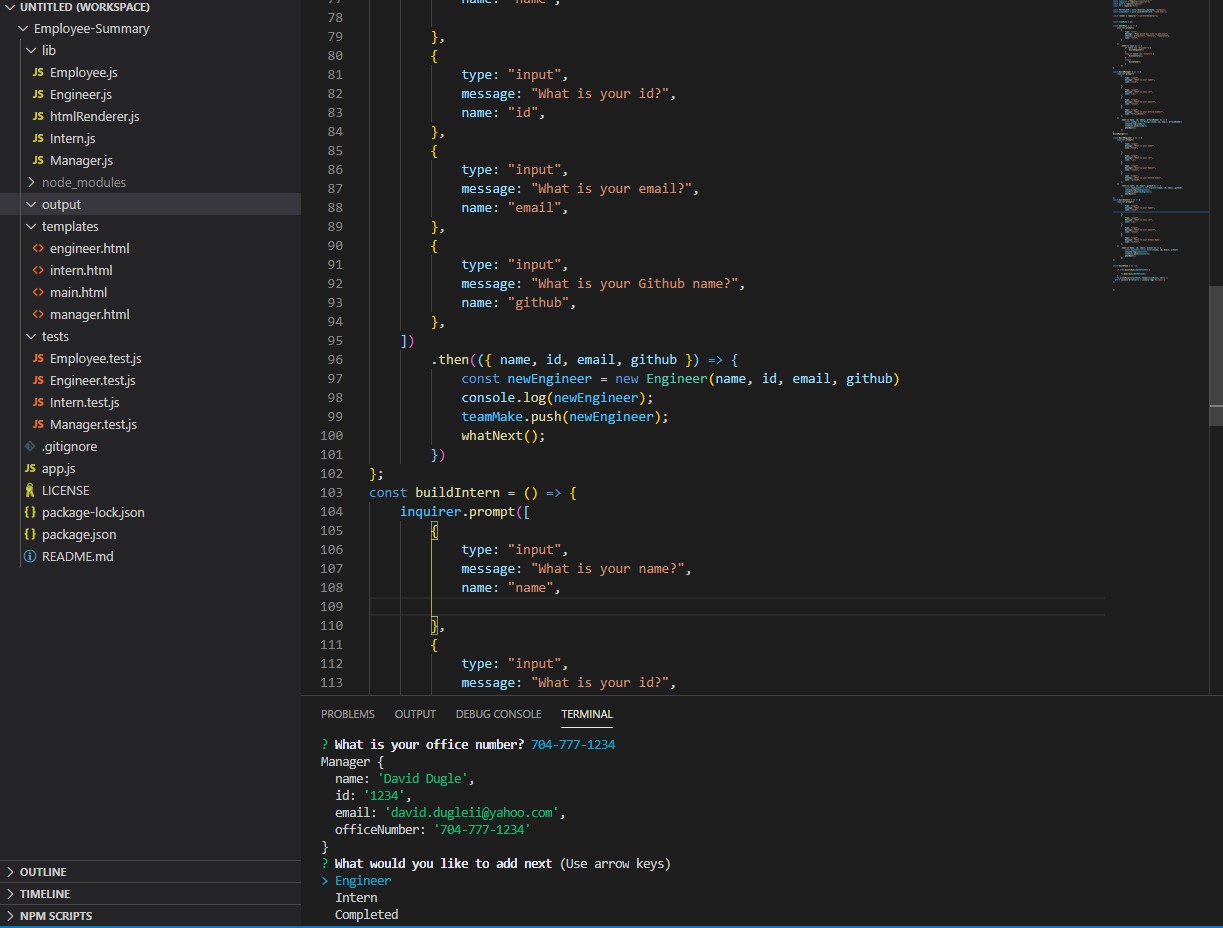 UNTITLED (WORKSPACE)
Employee-Summary
lib
JS Employee.js
JS Engineer.js
JS htmlRenderer.js
JS Intern.js
JS Manager.js
node_modules
output
templates
<> engineer.html
<> intern.html
<> main.html
<> manager.html
tests
JS Employee.test.js
JS Engineer.test.js
JS Intern.test.js
JS Manager.test.js
.gitignore
JS app.js
LICENSE
{} package-lock.json
{} package.json
README.md
OUTLINE
TIMELINE
NPM SCRIPTS
77 name: "name",
78
79 },
80 {
81 type: "input",
82 message: "What is your id?",
83 name: "id",
84 },
85 {
86 type: "input",
87 message: "What is your email?",
88 name: "email",
89 },
90 {
91 type: "input",
92 message: "What is your Github name?",
93 name: "github",
94 },
95 ])
96 .then(({ name, id, email, github }) => {
97 const newEngineer = new Engineer(name, id, email, github)
98 console.log(newEngineer);
99 teamMake.push(newEngineer);
100 whatNext();
101 })
102 };
103 const buildIntern = () => {
104 inquirer.prompt([
105 {
106 type: "input",
107 message: "What is your name?",
108 name: "name",
109
110 },
111 {
112 type: "input",
113 message: "What is your id?",
PROBLEMS OUTPUT DEBUG CONSOLE TERMINAL
? What is your office number? 704-777-1234
Manager {
name: 'David Dugle',
id: '1234',
email: 'david.dugleii@yahoo.com',
officeNumber: '704-777-1234'
}
? What would you like to add next (Use arrow keys)
> Engineer
Intern
Completed